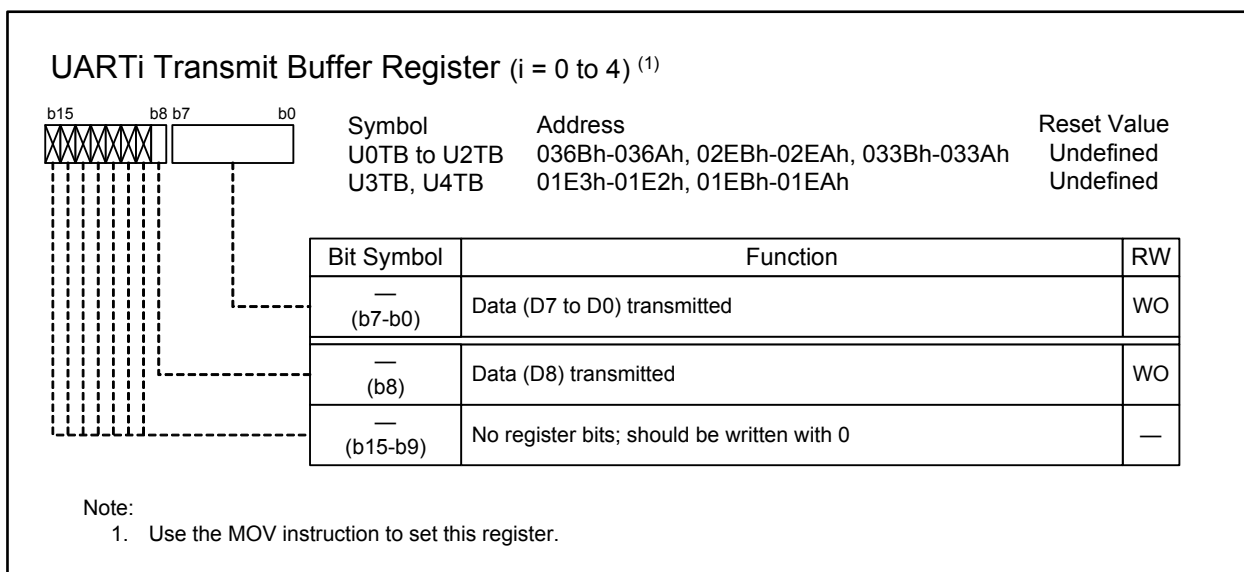 UARTi Transmit Buffer Register (i = 0 to 4) (1)
b15 b8 b7 b0
Symbol Address Reset Value
U0TB to U2TB 036Bh-036Ah, 02EBh-02EAh, 033Bh-033Ah Undefined
U3TB, U4TB 01E3h-01E2h, 01EBh-01EAh Undefined
Bit Symbol Function RW
—
(b7-b0) Data (D7 to D0) transmitted WO
—
(b8) Data (D8) transmitted WO
—
(b15-b9) No register bits; should be written with 0 —
Note:
1. Use the MOV instruction to set this register.